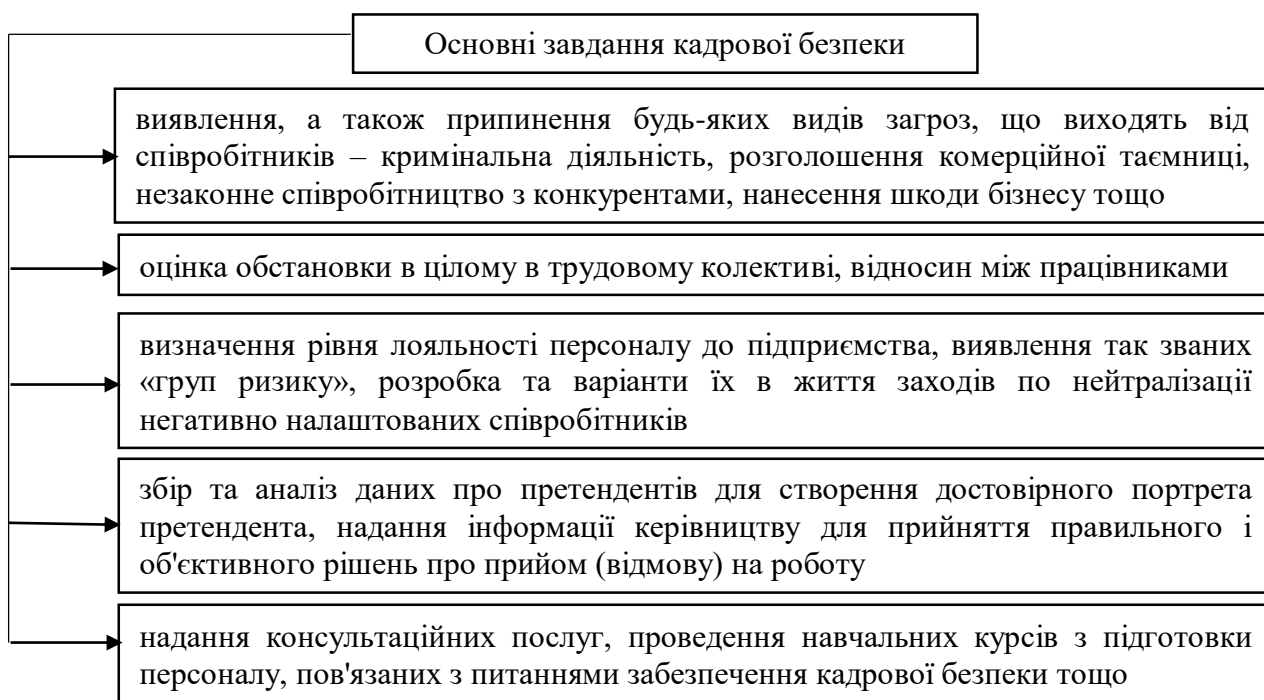 Основні завдання кадрової безпеки
виявлення, а також припинення будь-яких видів загроз, що виходять від
співробітників – кримінальна діяльність, розголошення комерційної таємниці,
незаконне співробітництво з конкурентами, нанесення шкоди бізнесу тощо
оцінка обстановки в цілому в трудовому колективі, відносин між працівниками
визначення рівня лояльності персоналу до підприємства, виявлення так званих
«груп ризику», розробка та варіанти їх в життя заходів по нейтралізації
негативно налаштованих співробітників
збір та аналіз даних про претендентів для створення достовірного портрета
претендента, надання інформації керівництву для прийняття правильного і
об'єктивного рішень про прийом (відмову) на роботу
надання консультаційних послуг, проведення навчальних курсів з підготовки
персоналу, пов'язаних з питаннями забезпечення кадрової безпеки тощо